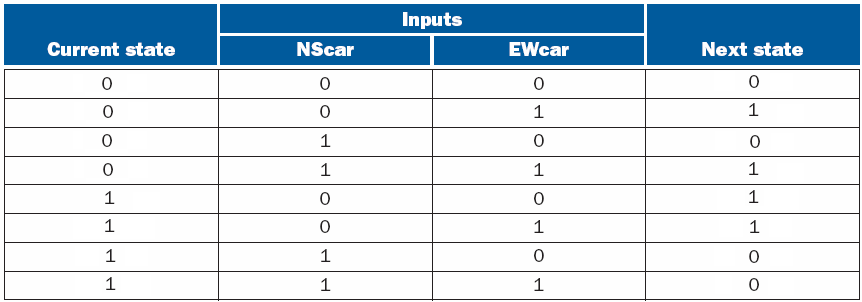 Inputs
Current state NScar EWcar Next state
0 0 0 0
0 0 1 1
0 1 0 0
0 1 1 1
1 0 0 1
1 0 1 1
1 1 0 0
1 1 1 0